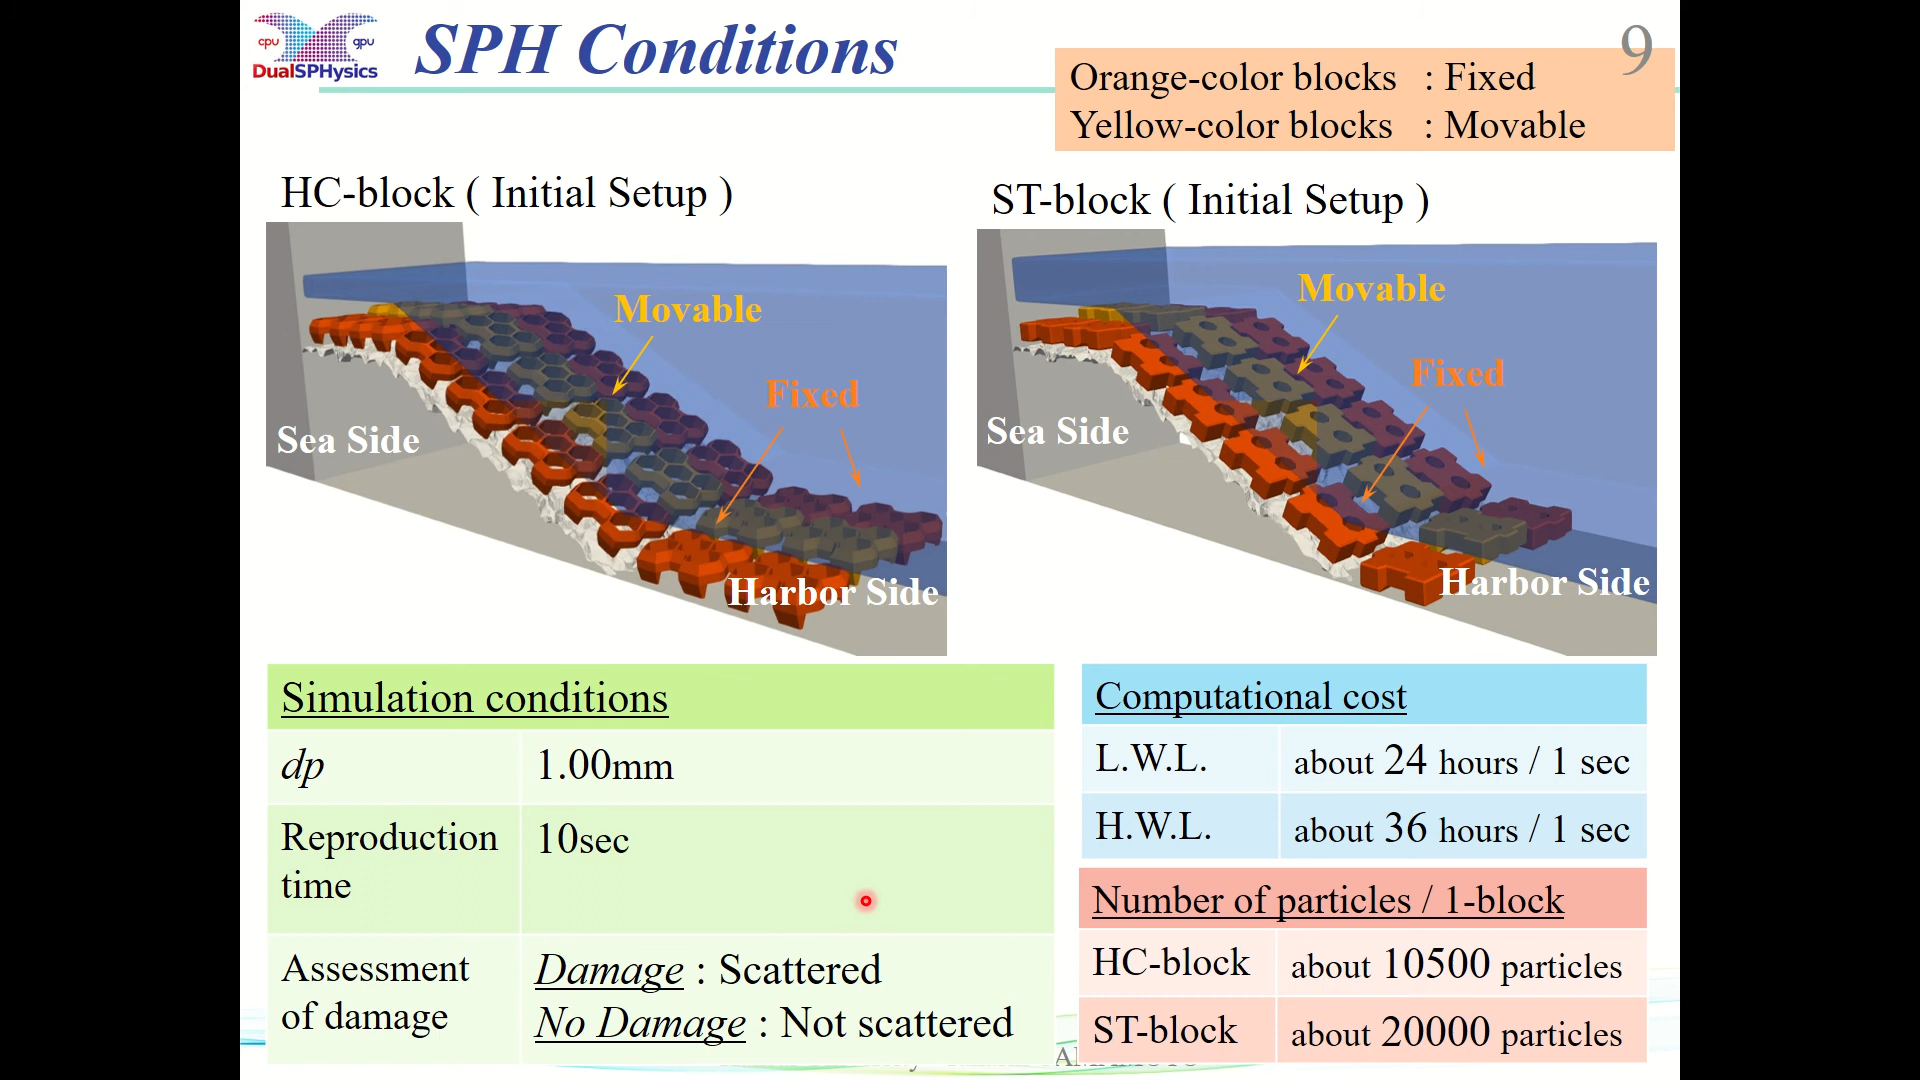 cpu gpu
DualSPHysics
SPH Conditions
9
Orange-color blocks : Fixed
Yellow-color blocks : Movable
HC-block ( Initial Setup )
Movable
Fixed
Sea Side
Harbor Side
ST-block ( Initial Setup )
Movable
Fixed
Sea Side
Harbor Side
Simulation conditions
dp 1.00mm
Reproduction time 10sec
Assessment of damage
Damage : Scattered
No Damage : Not scattered
Computational cost
L.W.L. about 24 hours / 1 sec
H.W.L. about 36 hours / 1 sec
Number of particles / 1-block
HC-block about 10500 particles
ST-block about 20000 particles